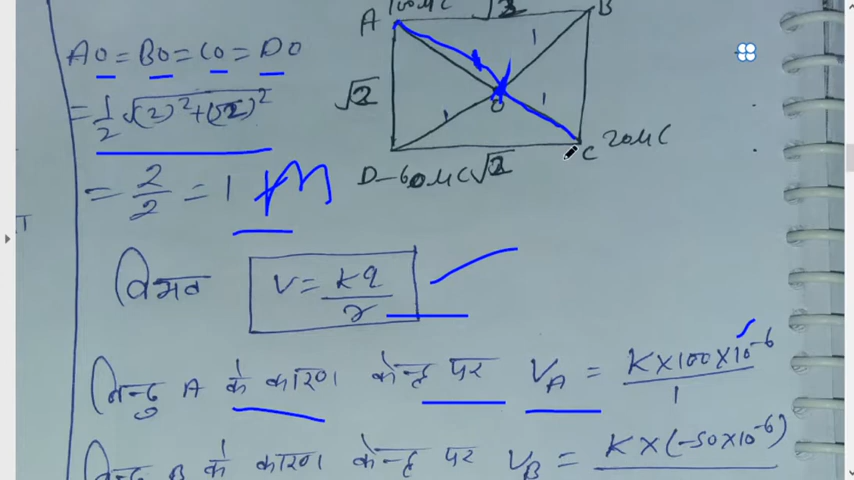 A 100μC √2 B
AO = BO = CO = DO
1
= 1/2 √(2)²+(√2)²
√2
O
1 1
C 20μC
D -60μC √2
= 2/2 = 1 M
विभव V = Kq/r
बिन्दु A के कारण केन्द्र पर V_A = K×100×10⁻⁶/1
बिन्दु B के कारण केन्द्र पर V_B = K×(-50×10⁻⁶)